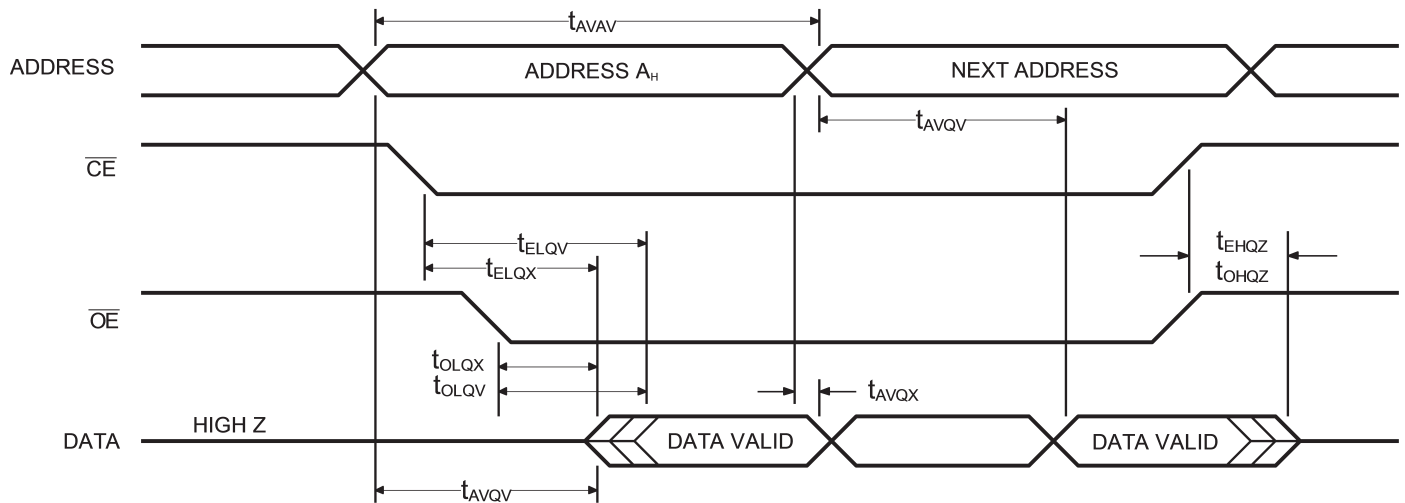 tAVAV
ADDRESS
ADDRESS AH
NEXT ADDRESS
tAVQV
CE
tELQV
tELQX
tEHQZ
tOHQZ
OE
tOLQX
tOLQV
tAVQX
HIGH Z
DATA
DATA VALID
DATA VALID
tAVQV